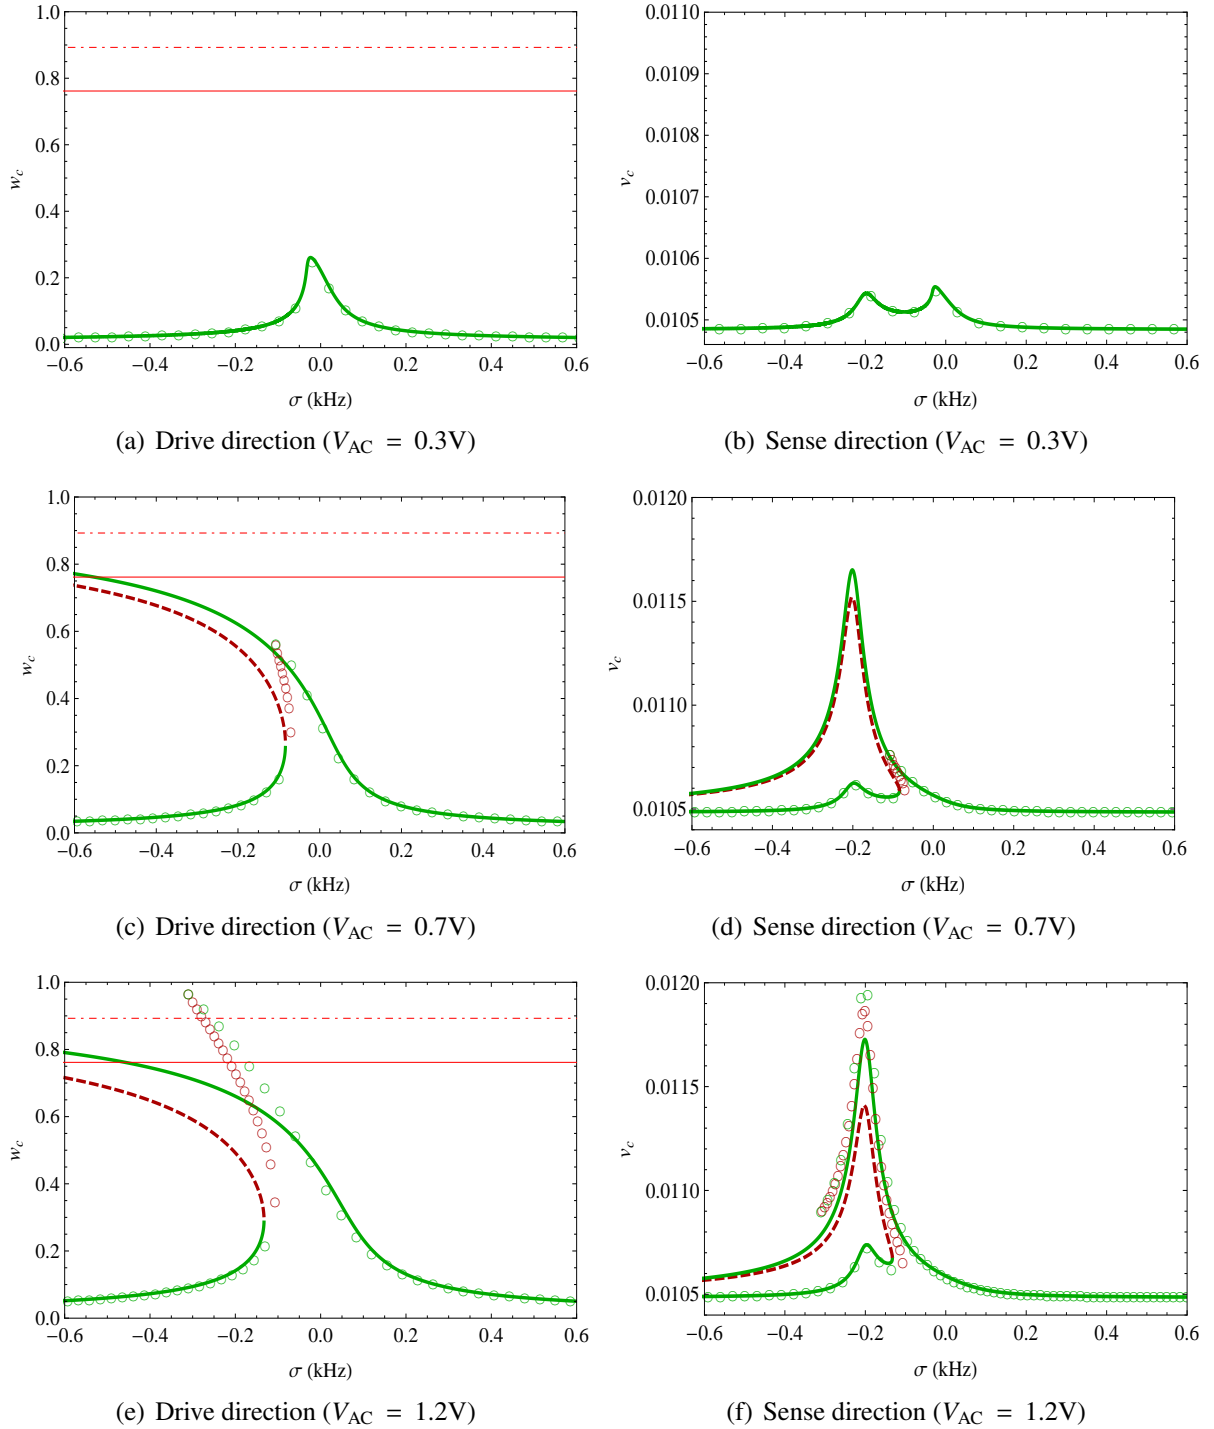 1.0
0.8
0.6
0.4
0.2
0.0
w_c
−0.6 −0.4 −0.2 0.0 0.2 0.4 0.6
σ (kHz)
(a) Drive direction (V_AC = 0.3V)
0.0110
0.0109
0.0108
0.0107
0.0106
0.0105
v_c
−0.6 −0.4 −0.2 0.0 0.2 0.4 0.6
σ (kHz)
(b) Sense direction (V_AC = 0.3V)
1.0
0.8
0.6
0.4
0.2
0.0
w_c
−0.6 −0.4 −0.2 0.0 0.2 0.4 0.6
σ (kHz)
(c) Drive direction (V_AC = 0.7V)
0.0120
0.0115
0.0110
0.0105
v_c
−0.6 −0.4 −0.2 0.0 0.2 0.4 0.6
σ (kHz)
(d) Sense direction (V_AC = 0.7V)
1.0
0.8
0.6
0.4
0.2
0.0
w_c
−0.6 −0.4 −0.2 0.0 0.2 0.4 0.6
σ (kHz)
(e) Drive direction (V_AC = 1.2V)
0.0120
0.0115
0.0110
0.0105
v_c
−0.6 −0.4 −0.2 0.0 0.2 0.4 0.6
σ (kHz)
(f) Sense direction (V_AC = 1.2V)